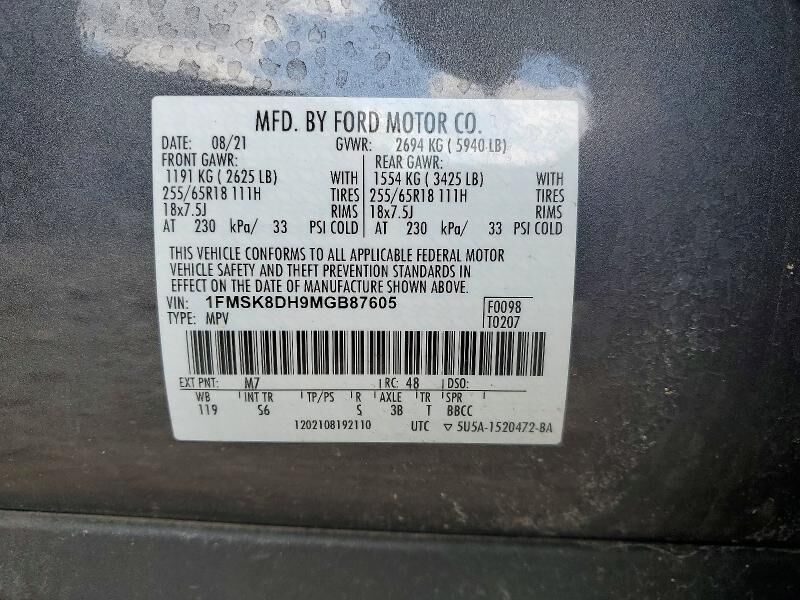 MFD. BY FORD MOTOR CO.
DATE: 08/21 GVWR: 2694 KG ( 5940 LB)
FRONT GAWR: REAR GAWR:
1191 KG ( 2625 LB) WITH 1554 KG ( 3425 LB) WITH
255/65R18 111H TIRES 255/65R18 111H TIRES
18x7.5J RIMS 18x7.5J RIMS
AT 230 kPa/ 33 PSI COLD AT 230 kPa/ 33 PSI COLD
THIS VEHICLE CONFORMS TO ALL APPLICABLE FEDERAL MOTOR
VEHICLE SAFETY AND THEFT PREVENTION STANDARDS IN
EFFECT ON THE DATE OF MANUFACTURE SHOWN ABOVE.
VIN: 1FMSK8DH9MGB87605 F0098
TYPE: MPV T0207
EXT PNT: M7 RC: 48 DSO:
WB INT TR TP/PS R AXLE TR SPR
119 S6 S 3B T BBCC
1202108192110 UTC ▽ 5U5A-1520472-BA